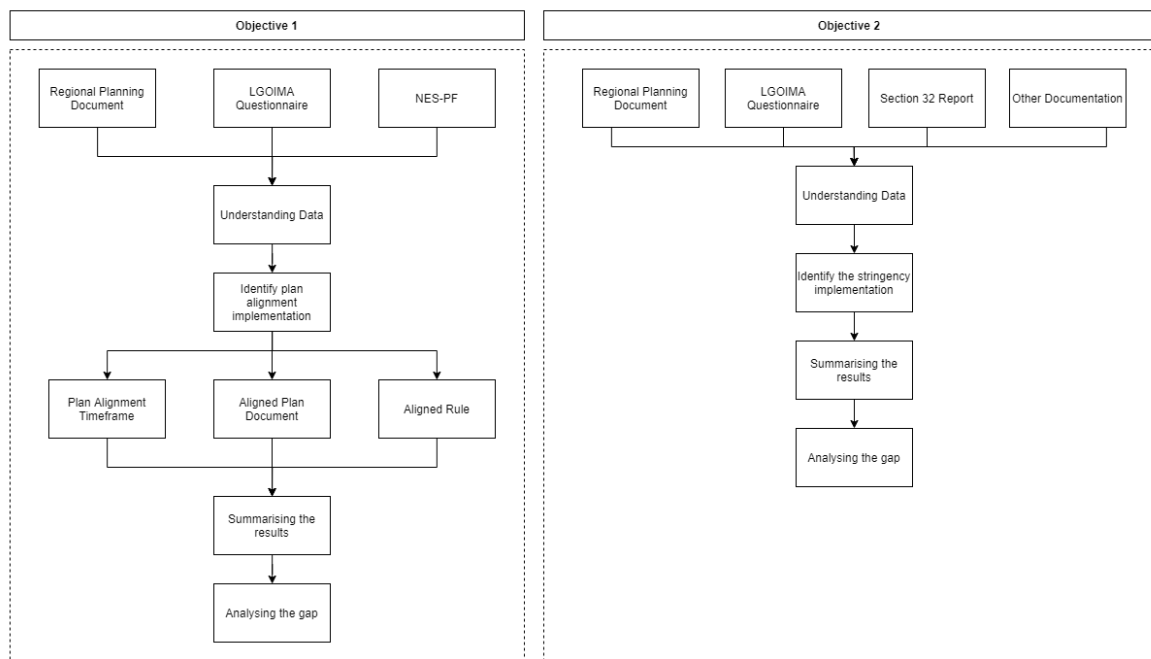 Objective 1
Regional Planning
Document
LGOIMA
Questionnaire
NES-PF
Understanding Data
Identify plan
alignment
implementation
Plan Alignment
Timeframe
Aligned Plan
Document
Aligned Rule
Summarising the
results
Analysing the gap
Objective 2
Regional Planning
Document
LGOIMA
Questionnaire
Section 32 Report
Other Documentation
Understanding Data
Identify the stringency
implementation
Summarising the
results
Analysing the gap